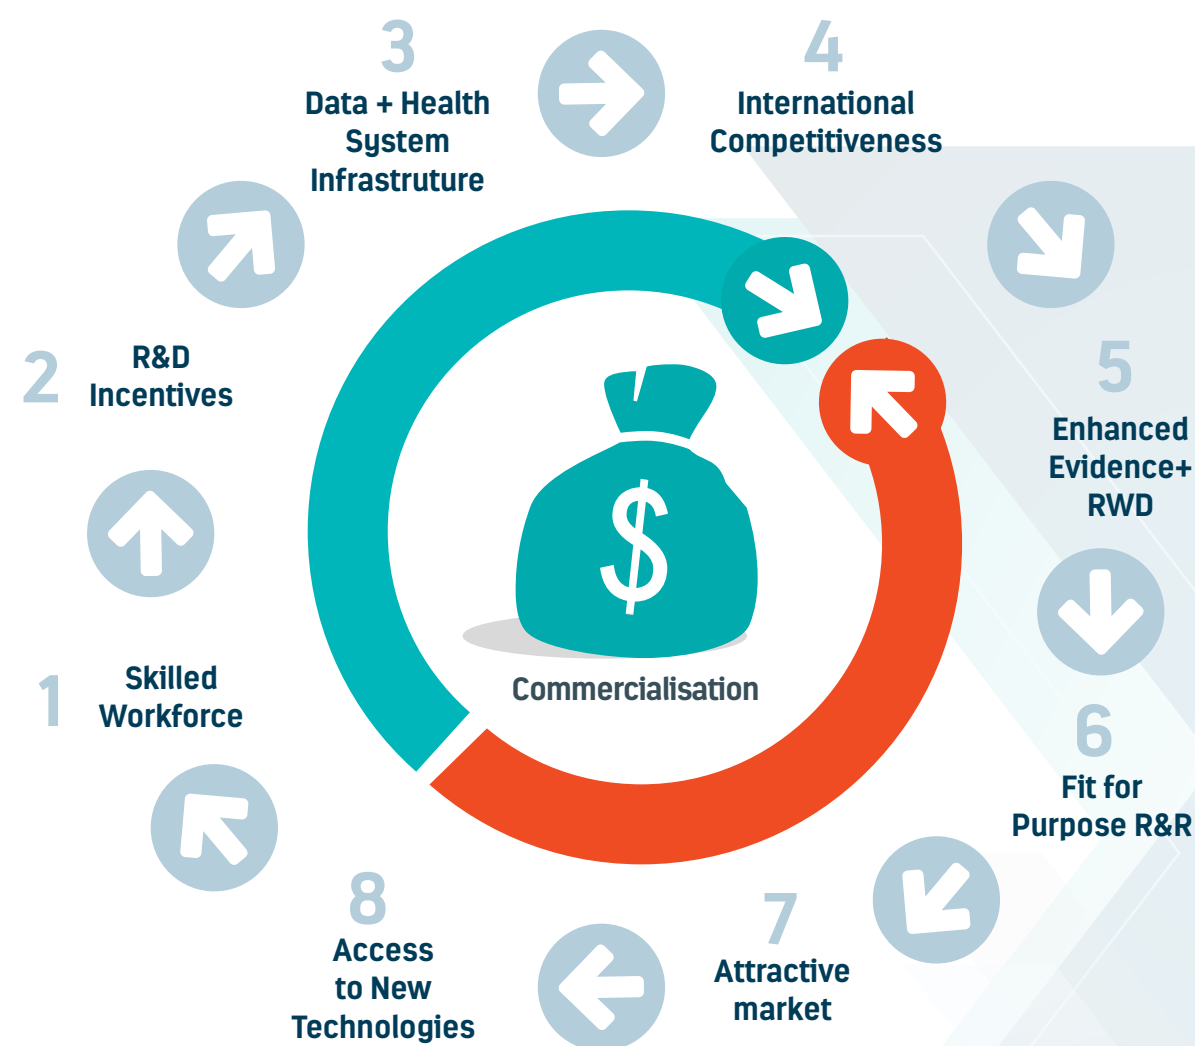 3
Data + Health
System
Infrastruture
4
International
Competitiveness
2
R&D
Incentives
5
Enhanced
Evidence+
RWD
$
Commercialisation
1
Skilled
Workforce
6
Fit for
Purpose R&R
8
Access
to New
Technologies
7
Attractive
market